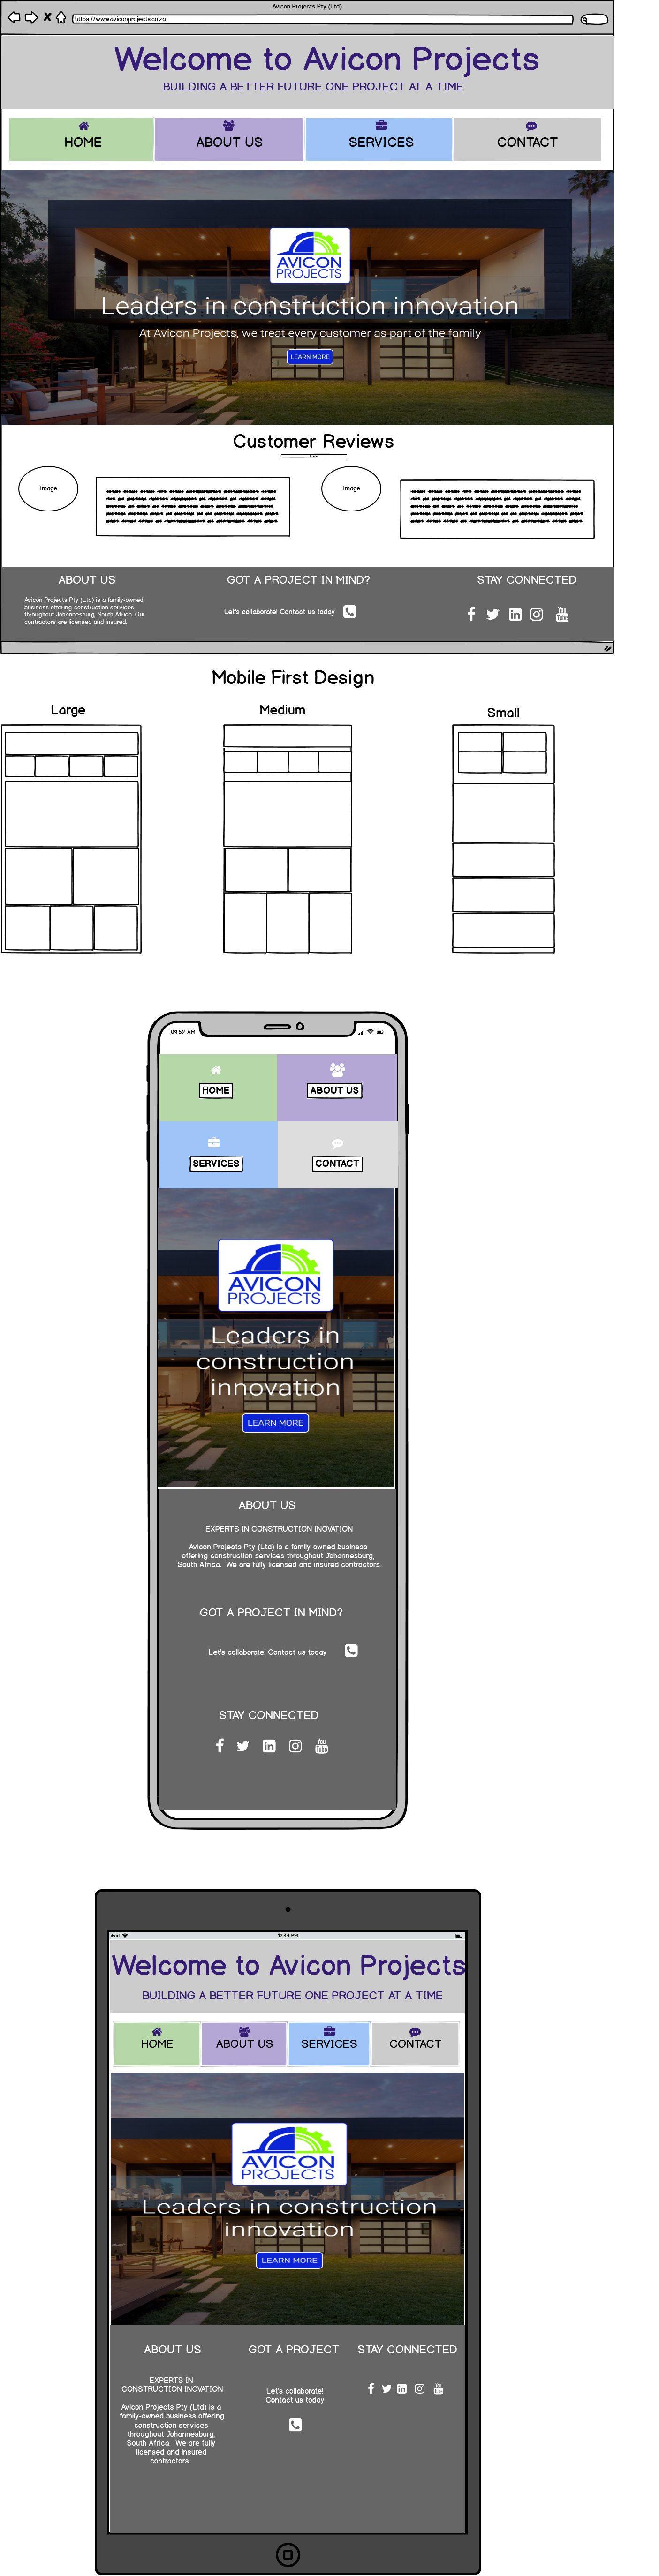 Avicon Projects Pty (Ltd)
https://www.aviconprojects.co.za
Welcome to Avicon Projects
BUILDING A BETTER FUTURE ONE PROJECT AT A TIME
HOME
ABOUT US
SERVICES
CONTACT
AVICON
PROJECTS
Leaders in construction innovation
At Avicon Projects, we treat every customer as part of the family
LEARN MORE
Customer Reviews
Image
Image
ABOUT US
Avicon Projects Pty (Ltd) is a family-owned
business offering construction services
throughout Johannesburg, South Africa. Our
contractors are licensed and insured.
GOT A PROJECT IN MIND?
Let's collaborate! Contact us today
STAY CONNECTED
You
Tube
Mobile First Design
Large
Medium
Small
09:52 AM
HOME
ABOUT US
SERVICES
CONTACT
AVICON
PROJECTS
Leaders in
construction
innovation
LEARN MORE
ABOUT US
EXPERTS IN CONSTRUCTION INOVATION
Avicon Projects Pty (Ltd) is a family-owned business
offering construction services throughout Johannesburg,
South Africa. We are fully licensed and insured contractors.
GOT A PROJECT IN MIND?
Let's collaborate! Contact us today
STAY CONNECTED
You
Tube
iPad
12:44 PM
Welcome to Avicon Projects
BUILDING A BETTER FUTURE ONE PROJECT AT A TIME
HOME
ABOUT US
SERVICES
CONTACT
AVICON
PROJECTS
Leaders in construction
innovation
LEARN MORE
ABOUT US
EXPERTS IN
CONSTRUCTION INOVATION
Avicon Projects Pty (Ltd) is a
family-owned business offering
construction services
throughout Johannesburg,
South Africa. We are fully
licensed and insured
contractors.
GOT A PROJECT
Let's collaborate!
Contact us today
STAY CONNECTED
You
Tube